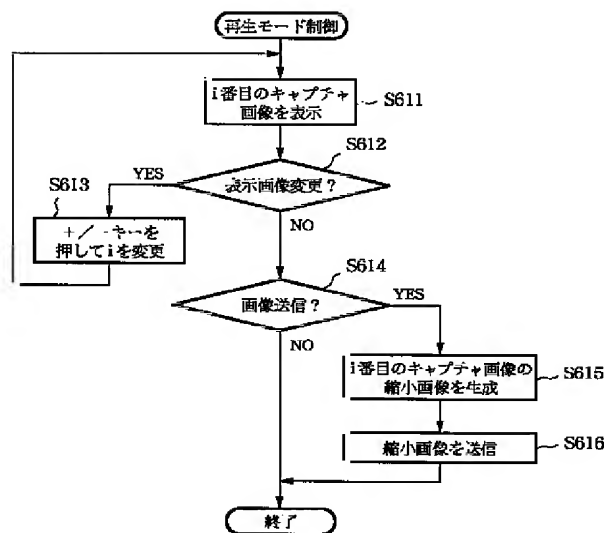 再生モード制御
i番目のキャプチャ
画像を表示
S611
S612
表示画像変更？
YES
S613
NO
+／-キーを
押してiを変更
S614
画像送信？
YES
NO
i番目のキャプチャ画像の
縮小画像を生成
S615
縮小画像を送信
S616
終了